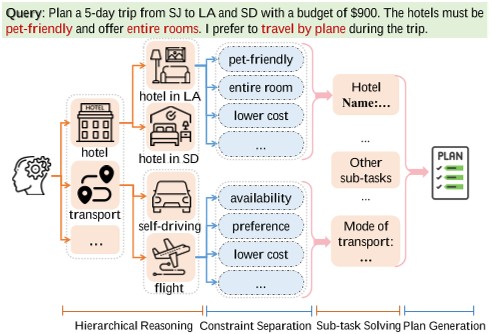 Query: Plan a 5-day trip from SJ to LA and SD with a budget of $900. The hotels must be
pet-friendly and offer entire rooms. I prefer to travel by plane during the trip.
HOTEL
hotel
transport
...
hotel in LA
hotel in SD
self-driving
flight
pet-friendly
entire room
lower cost
...
availability
preference
lower cost
...
Hotel
Name:...
...
Other
sub-tasks
...
Mode of
transport:
...
PLAN
Hierarchical Reasoning
Constraint Separation
Sub-task Solving
Plan Generation